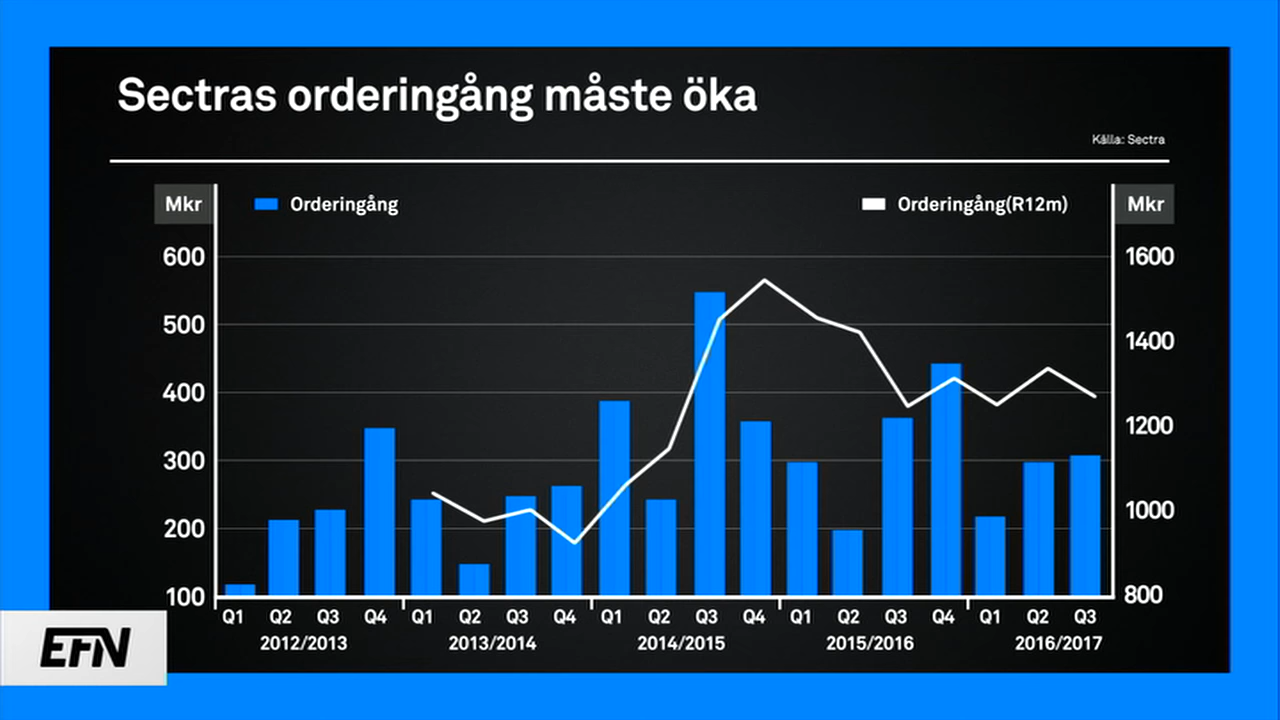 Sectras orderingång måste öka
Källa: Sectra
Mkr Orderingång Orderingång(R12m) Mkr
600 1600
500 1400
400 1200
300 1000
200 800
100
Q1 Q2 Q3 Q4 Q1 Q2 Q3 Q4 Q1 Q2 Q3 Q4 Q1 Q2 Q3 Q4 Q1 Q2 Q3
2012/2013 2013/2014 2014/2015 2015/2016 2016/2017
EFN